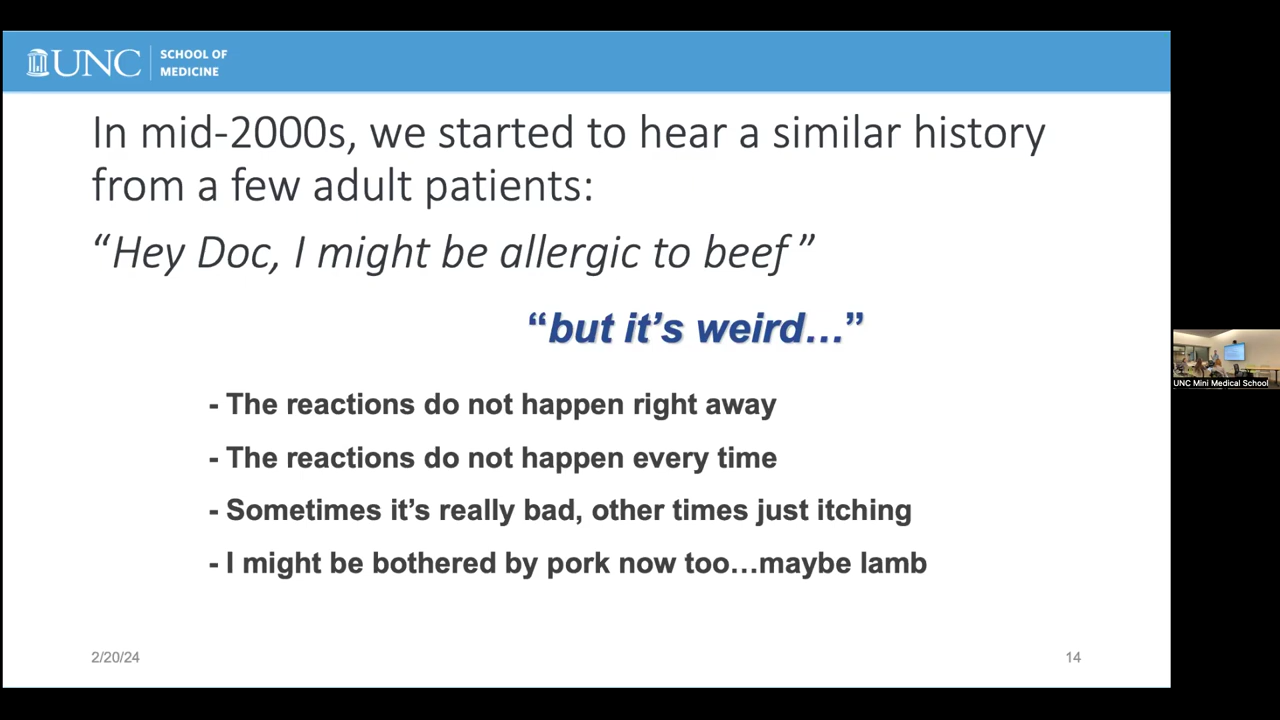 UNC SCHOOL OF MEDICINE
In mid-2000s, we started to hear a similar history
from a few adult patients:
“Hey Doc, I might be allergic to beef ”
“but it’s weird…”
- The reactions do not happen right away
- The reactions do not happen every time
- Sometimes it’s really bad, other times just itching
- I might be bothered by pork now too…maybe lamb
2/20/24
14
UNC Mini Medical School